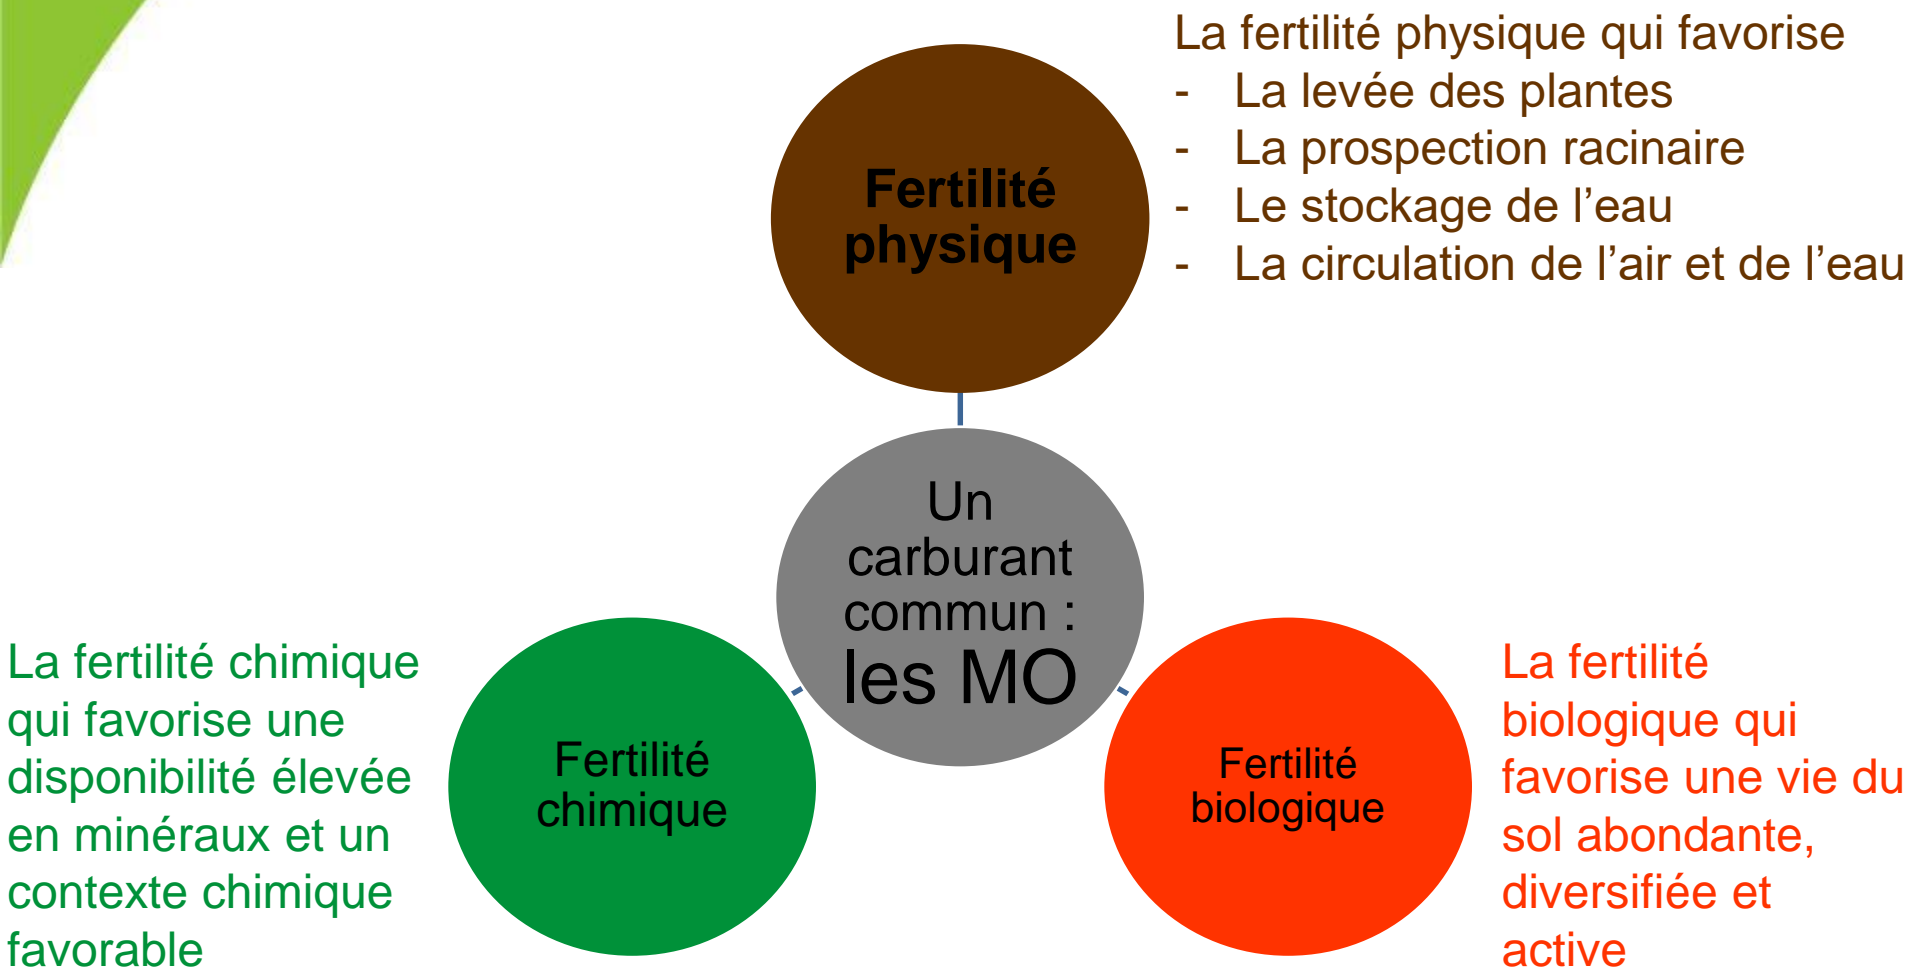 La fertilité physique qui favorise
- La levée des plantes
- La prospection racinaire
- Le stockage de l’eau
- La circulation de l’air et de l’eau
Fertilité
physique
Un
carburant
commun :
les MO
La fertilité chimique
qui favorise une
disponibilité élevée
en minéraux et un
contexte chimique
favorable
Fertilité
chimique
Fertilité
biologique
La fertilité
biologique qui
favorise une vie du
sol abondante,
diversifiée et
active